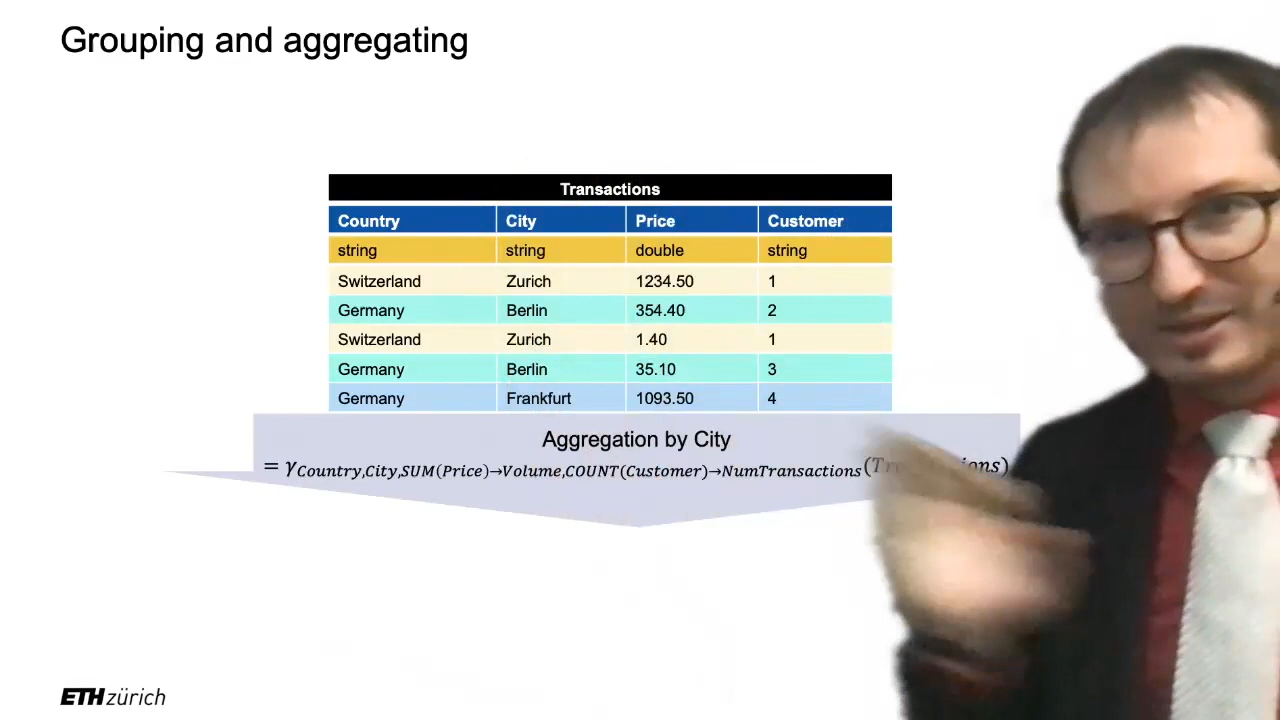 Grouping and aggregating
Transactions
Country City Price Customer
string string double string
Switzerland Zurich 1234.50 1
Germany Berlin 354.40 2
Switzerland Zurich 1.40 1
Germany Berlin 35.10 3
Germany Frankfurt 1093.50 4
Aggregation by City
= γCountry,City,SUM(Price)→Volume,COUNT(Customer)→NumTransactions
ETH zürich